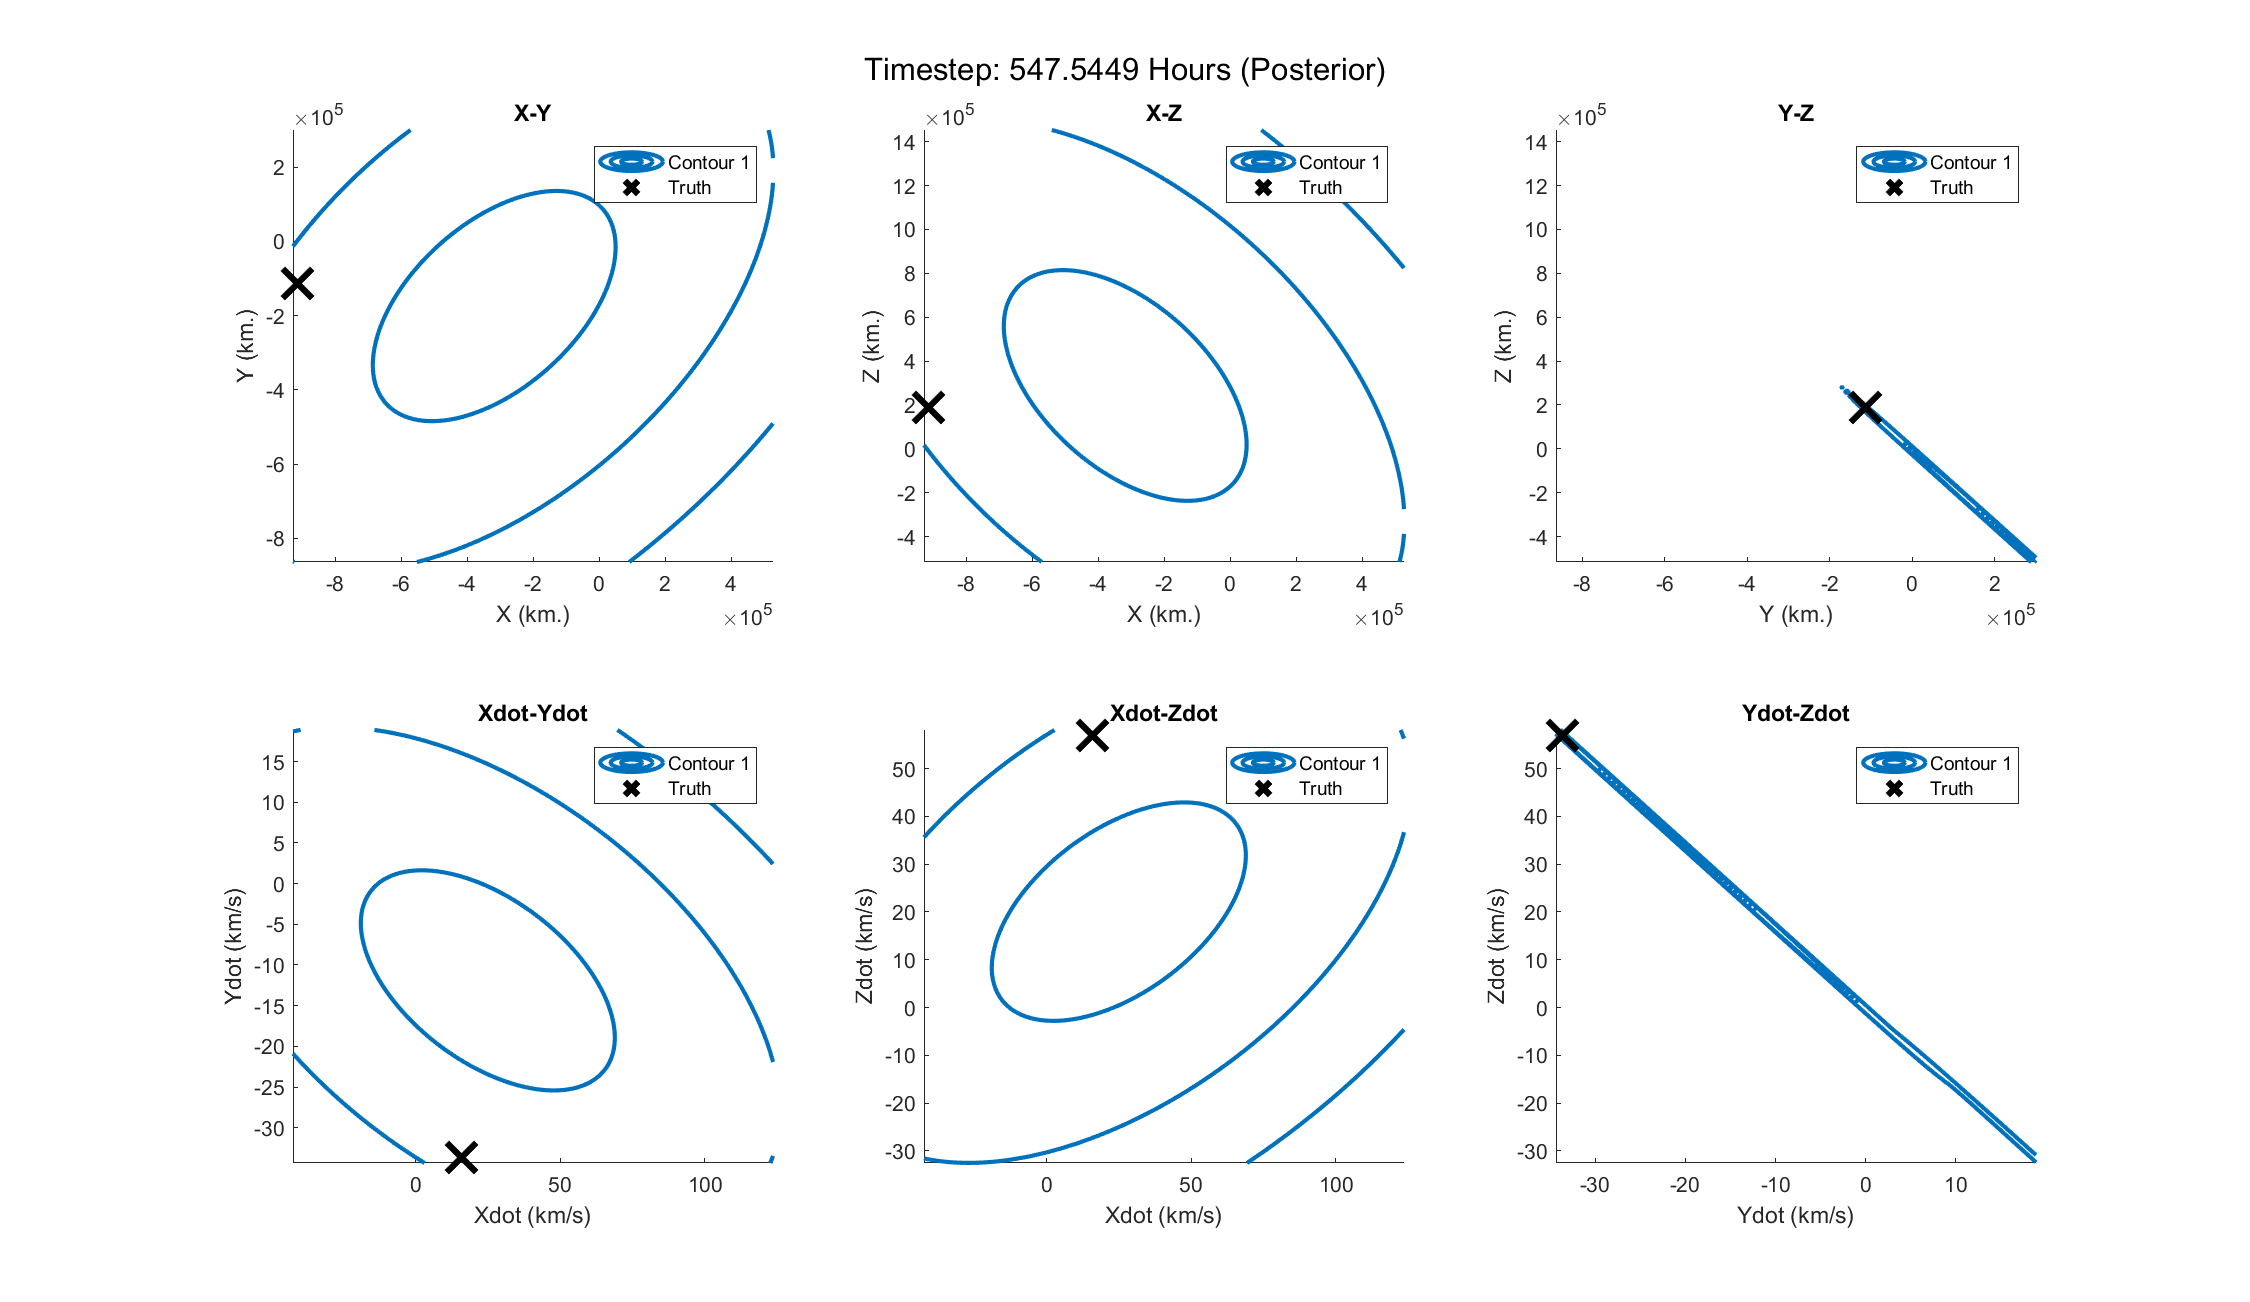 Timestep: 547.5449 Hours (Posterior)
X-Y
×10^5
2
0
-2
-4
-6
-8
Y (km.)
-8 -6 -4 -2 0 2 4
X (km.)
×10^5
Contour 1
Truth
X-Z
×10^5
14
12
10
8
6
4
2
0
-2
-4
Z (km.)
-8 -6 -4 -2 0 2 4
X (km.)
×10^5
Contour 1
Truth
Y-Z
×10^5
14
12
10
8
6
4
2
0
-2
-4
Z (km.)
-8 -6 -4 -2 0 2
Y (km.)
×10^5
Contour 1
Truth
Xdot-Ydot
15
10
5
0
-5
-10
-15
-20
-25
-30
Ydot (km/s)
0 50 100
Xdot (km/s)
Contour 1
Truth
Xdot-Zdot
50
40
30
20
10
0
-10
-20
-30
Zdot (km/s)
0 50 100
Xdot (km/s)
Contour 1
Truth
Ydot-Zdot
50
40
30
20
10
0
-10
-20
-30
Zdot (km/s)
-30 -20 -10 0 10
Ydot (km/s)
Contour 1
Truth